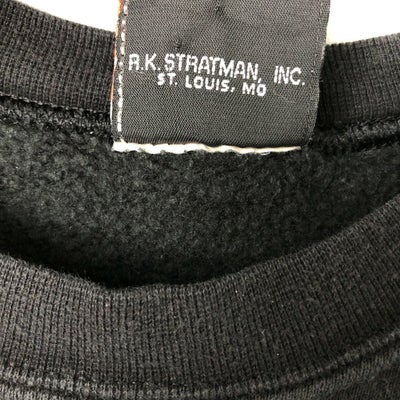 R.K. STRATMAN, INC.
ST. LOUIS, MO